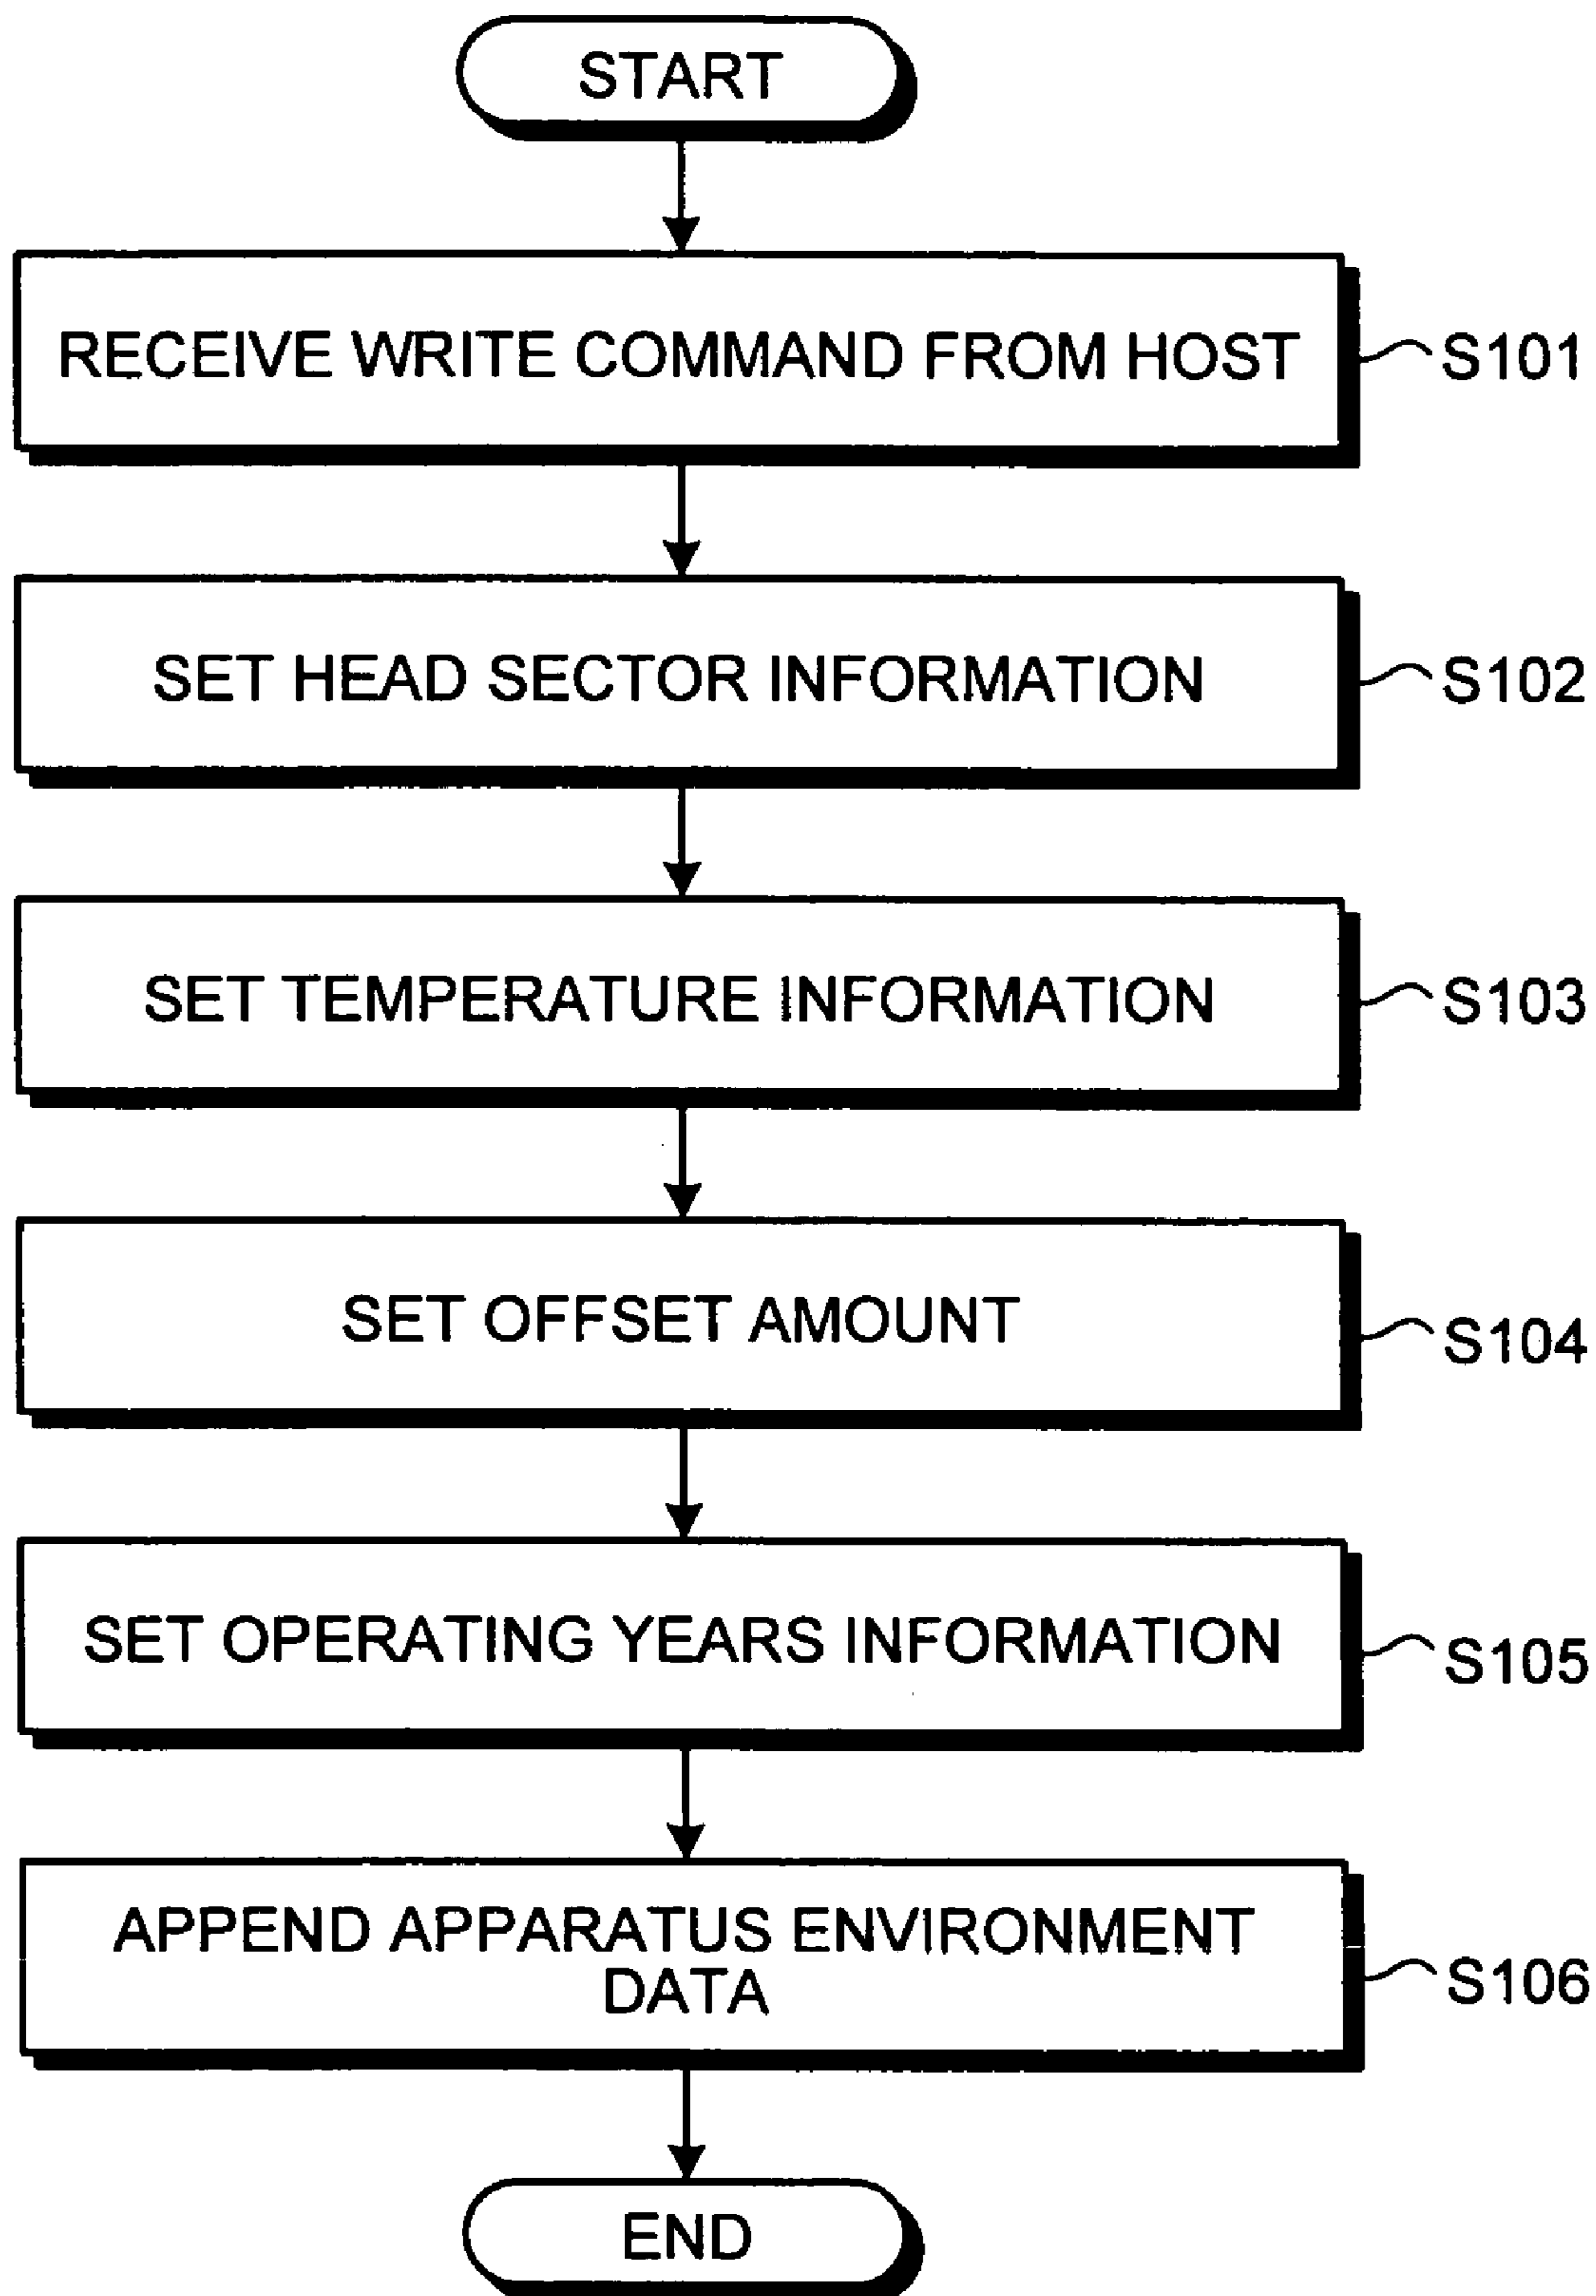 START
RECEIVE WRITE COMMAND FROM HOST
S101
SET HEAD SECTOR INFORMATION
S102
SET TEMPERATURE INFORMATION
S103
SET OFFSET AMOUNT
S104
SET OPERATING YEARS INFORMATION
S105
APPEND APPARATUS ENVIRONMENT
DATA
S106
END